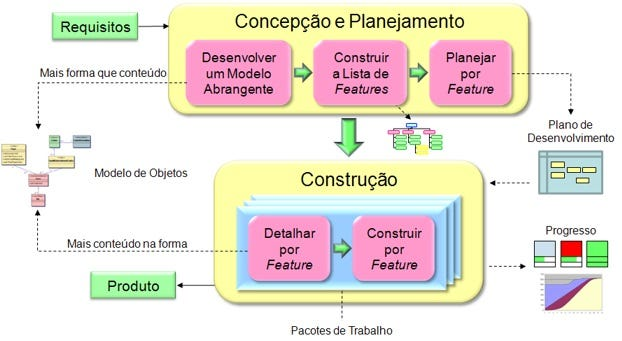 Requisitos
Concepção e Planejamento
Desenvolver
um Modelo
Abrangente
Construir
a Lista de
Features
Planejar
por
Feature
Mais forma que conteúdo
Plano de
Desenvolvimento
Modelo de Objetos
Construção
Detalhar
por
Feature
Construir
por
Feature
Mais conteúdo na forma
Progresso
Produto
Pacotes de Trabalho